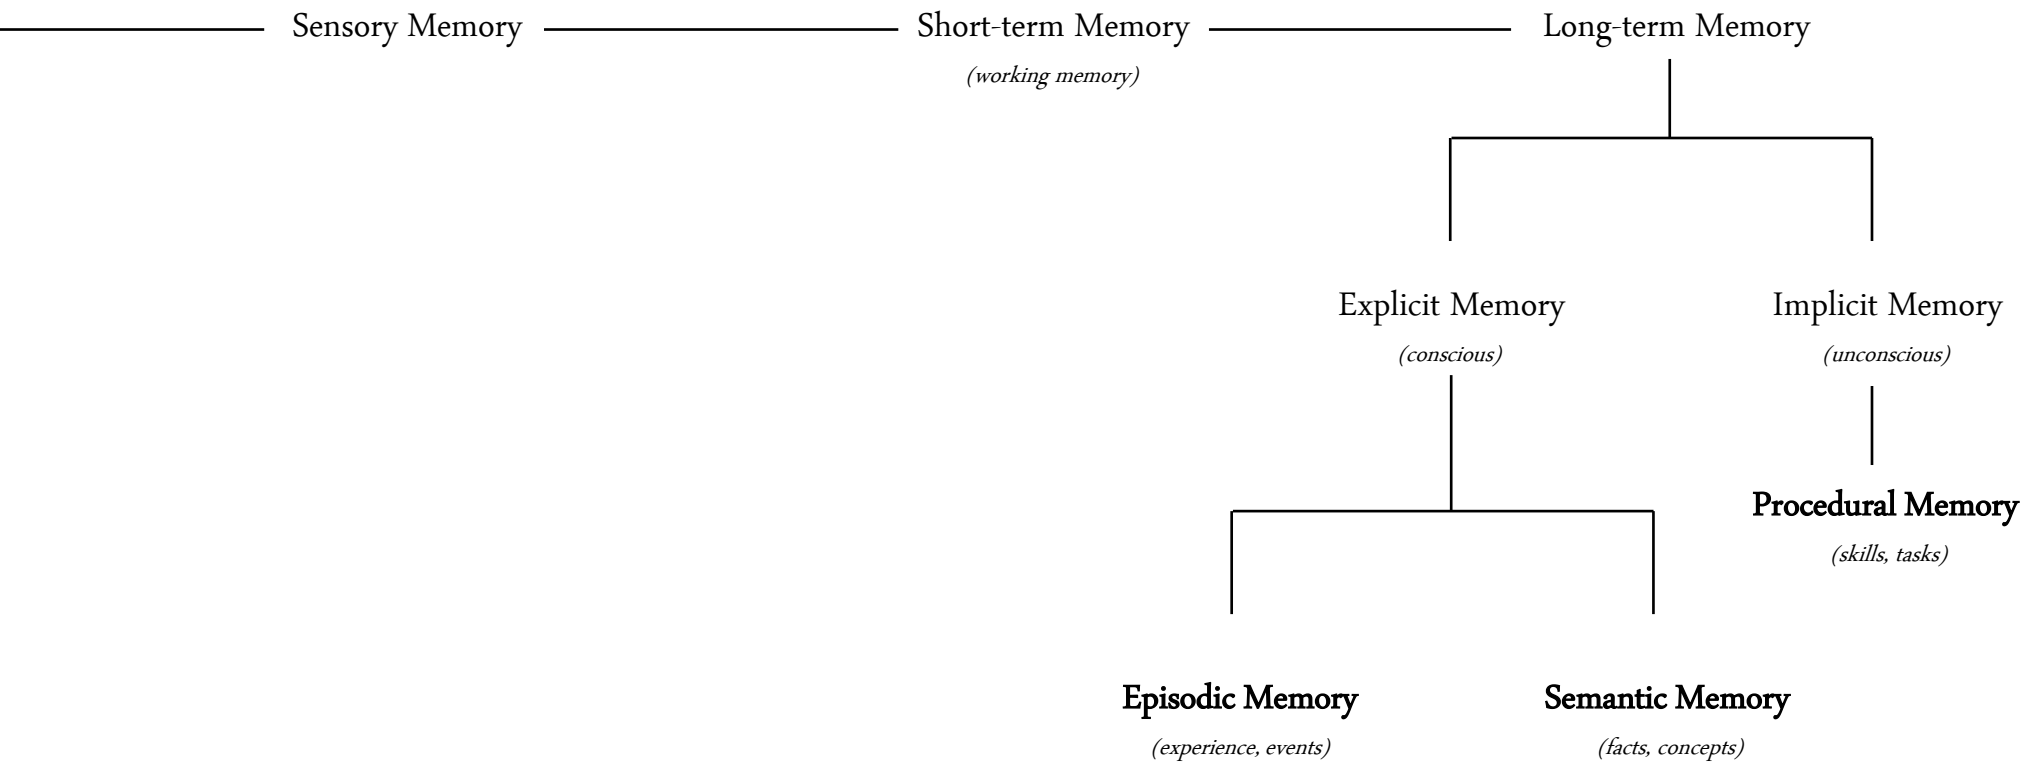 Sensory Memory
Short-term Memory
(working memory)
Long-term Memory
Explicit Memory
(conscious)
Implicit Memory
(unconscious)
Procedural Memory
(skills, tasks)
Episodic Memory
(experience, events)
Semantic Memory
(facts, concepts)